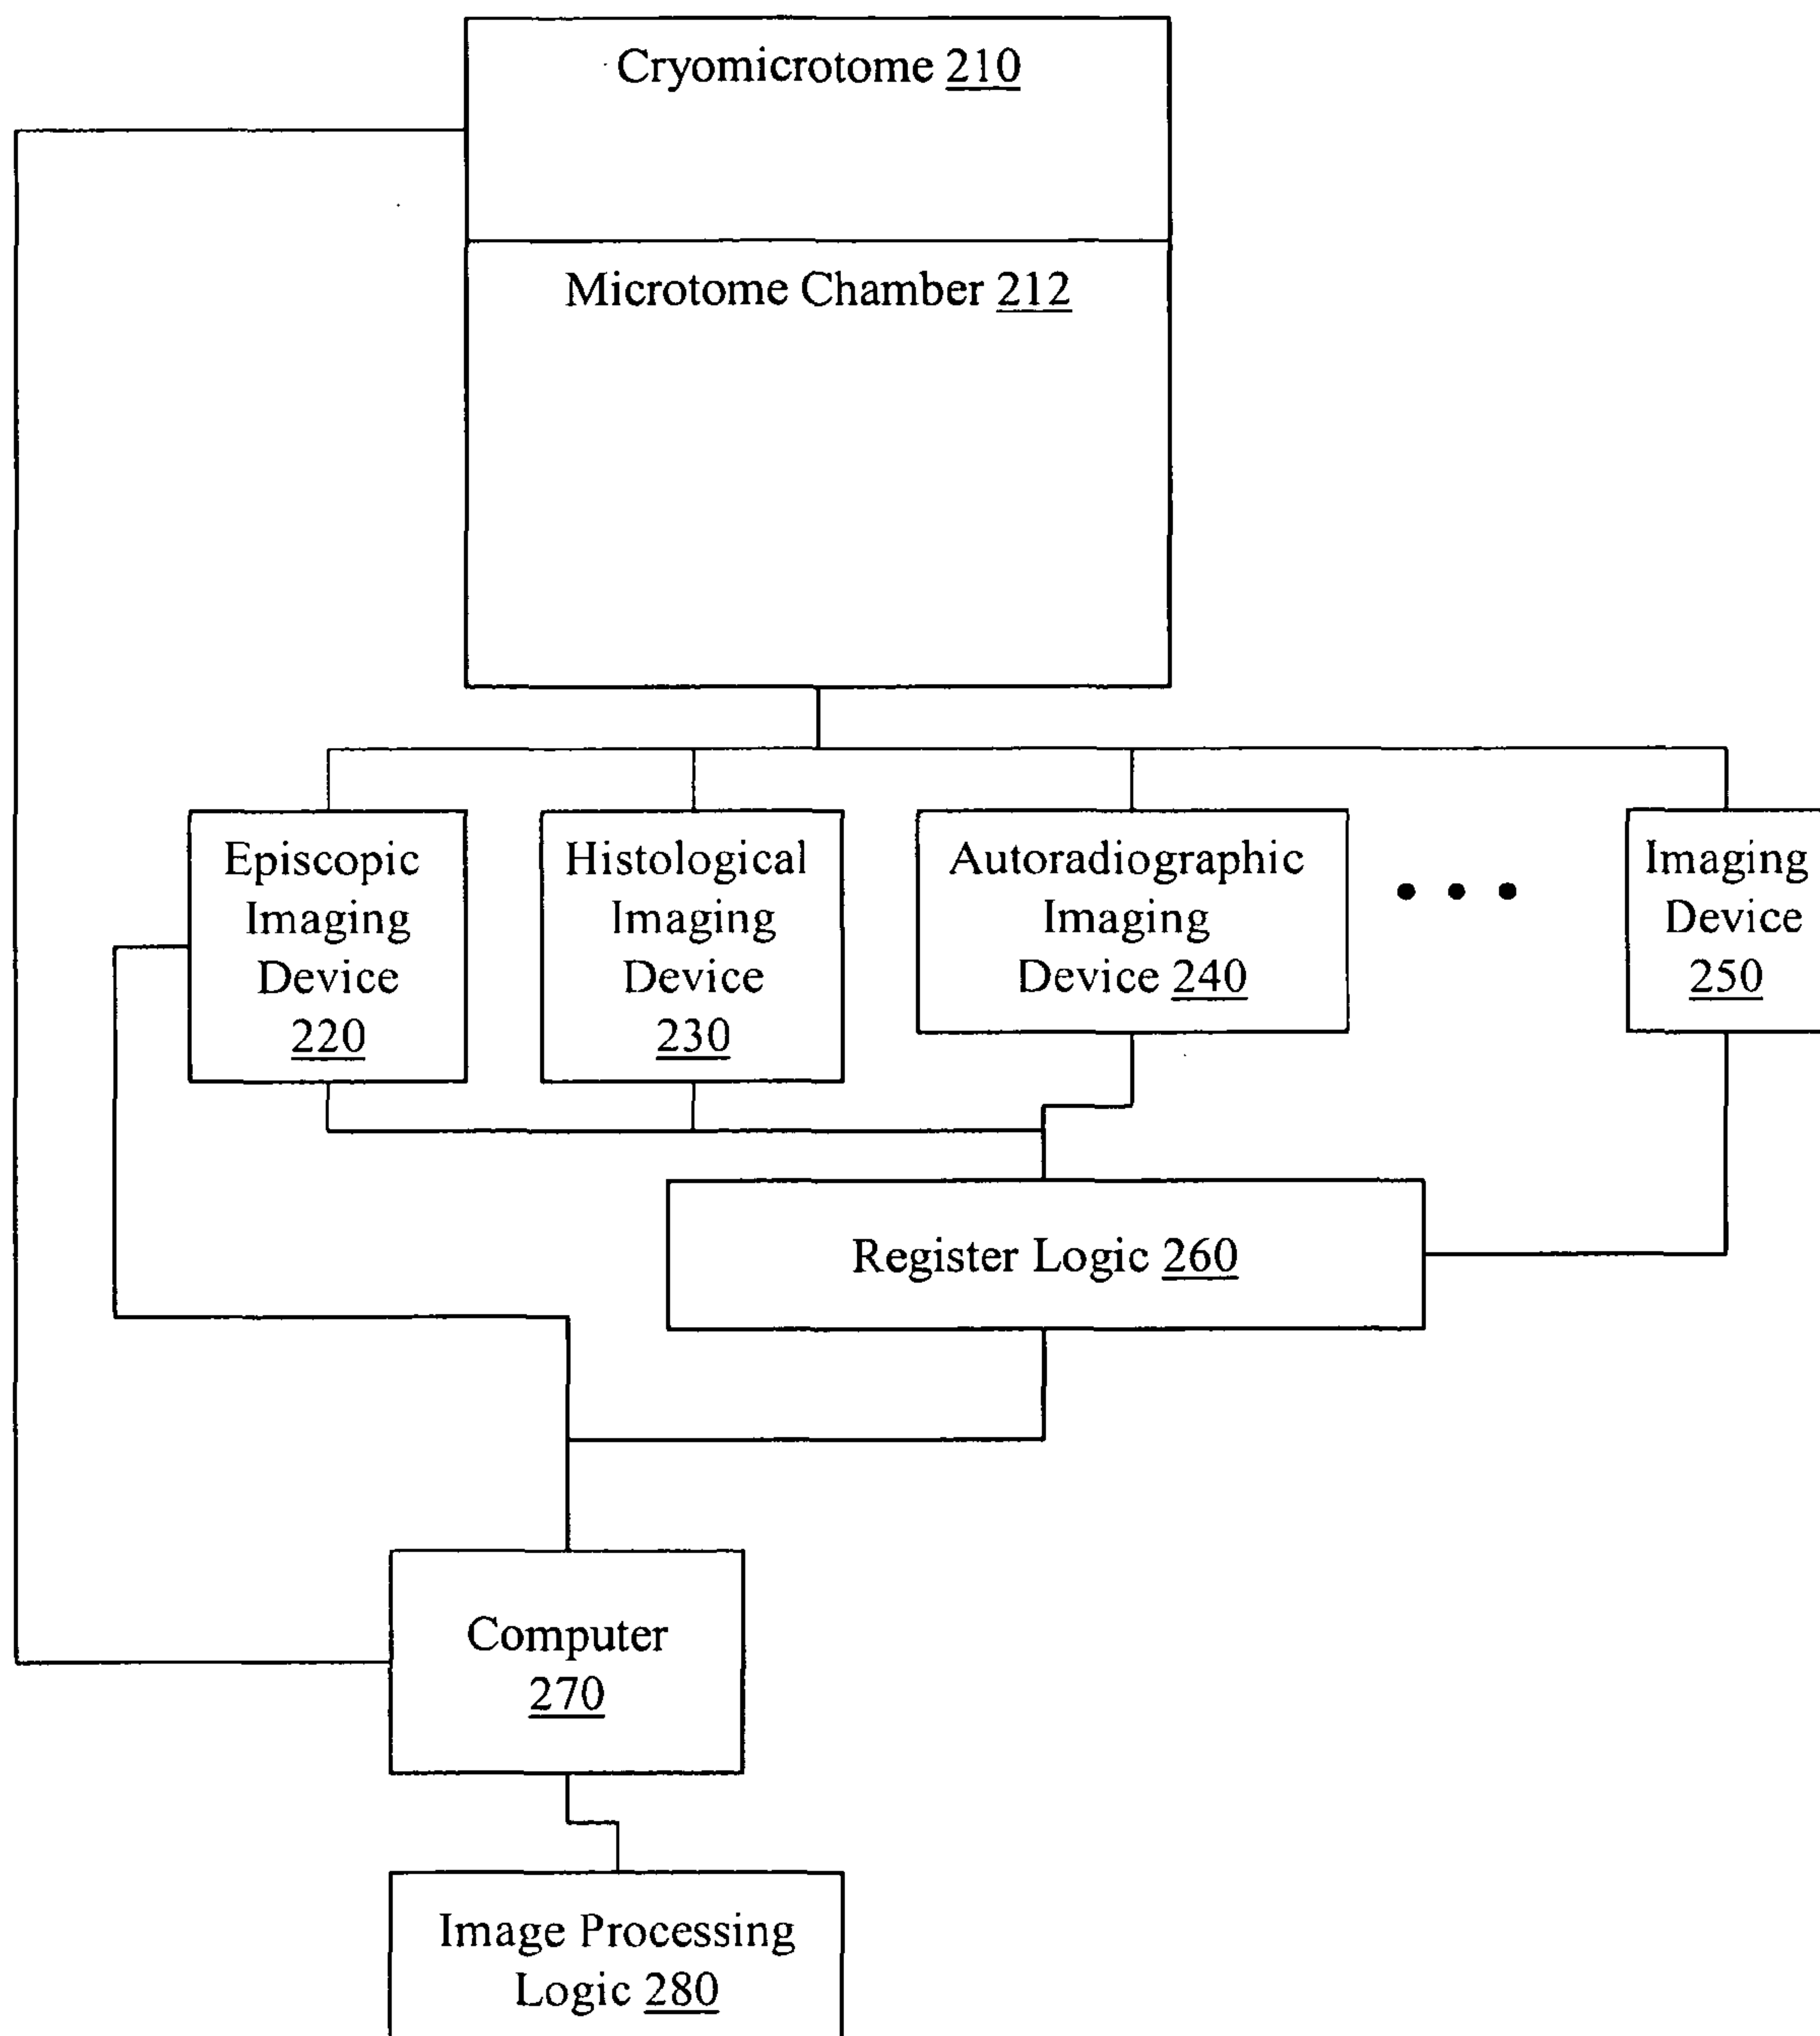 Cryomicrotome 210
Microtome Chamber 212
Episcopic
Imaging
Device
220
Histological
Imaging
Device
230
Autoradiographic
Imaging
Device 240
• • •
Imaging
Device
250
Register Logic 260
Computer
270
Image Processing
Logic 280